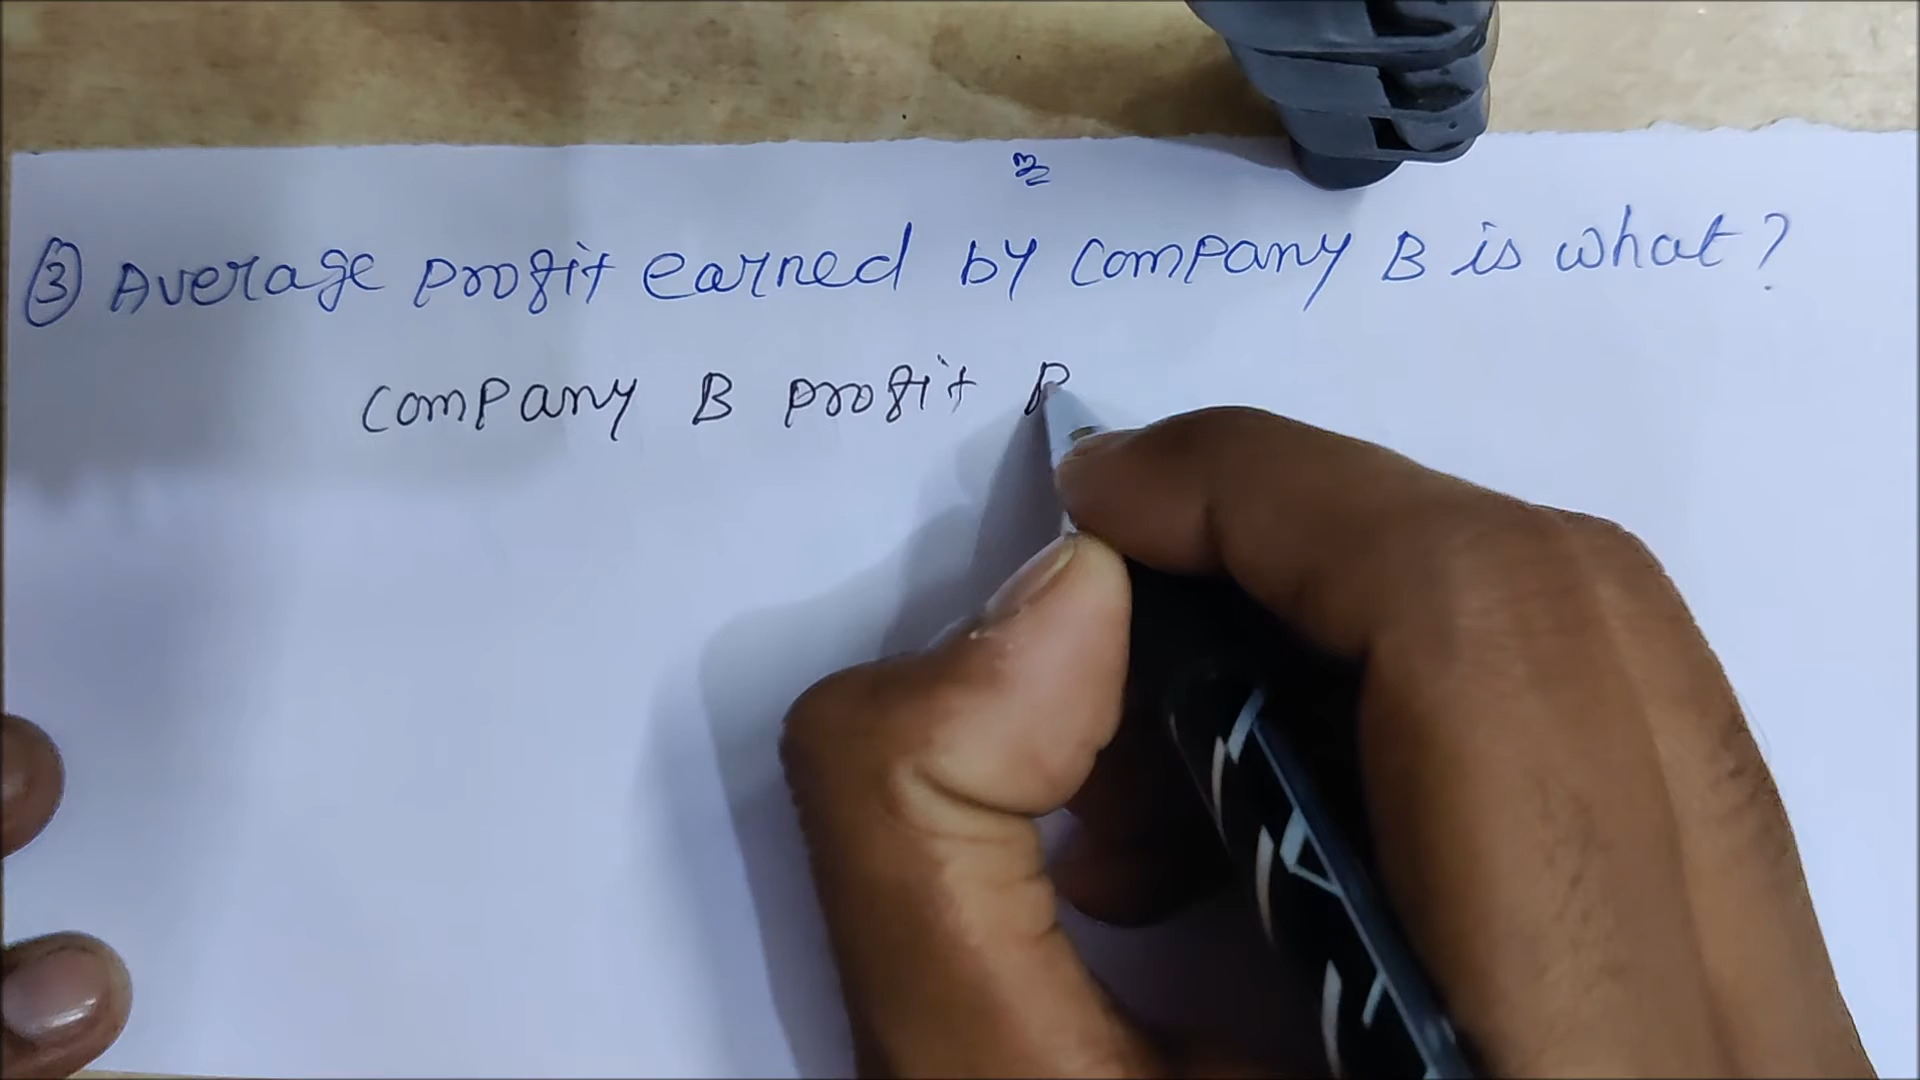 ③ Average profit earned by company B is what?
company B profit P